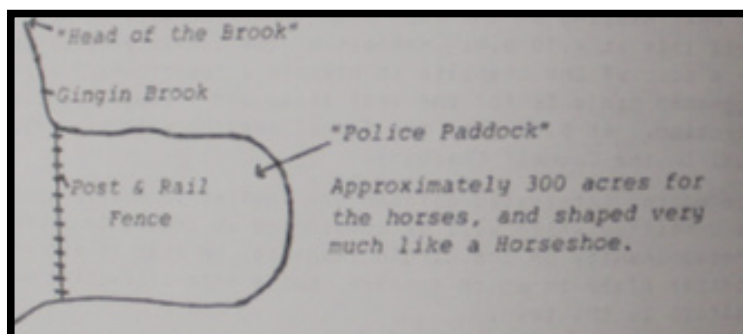 "Head of the Brook"
Gingin Brook
"Police Paddock"
Post & Rail
Fence
Approximately 300 acres for
the horses, and shaped very
much like a Horseshoe.